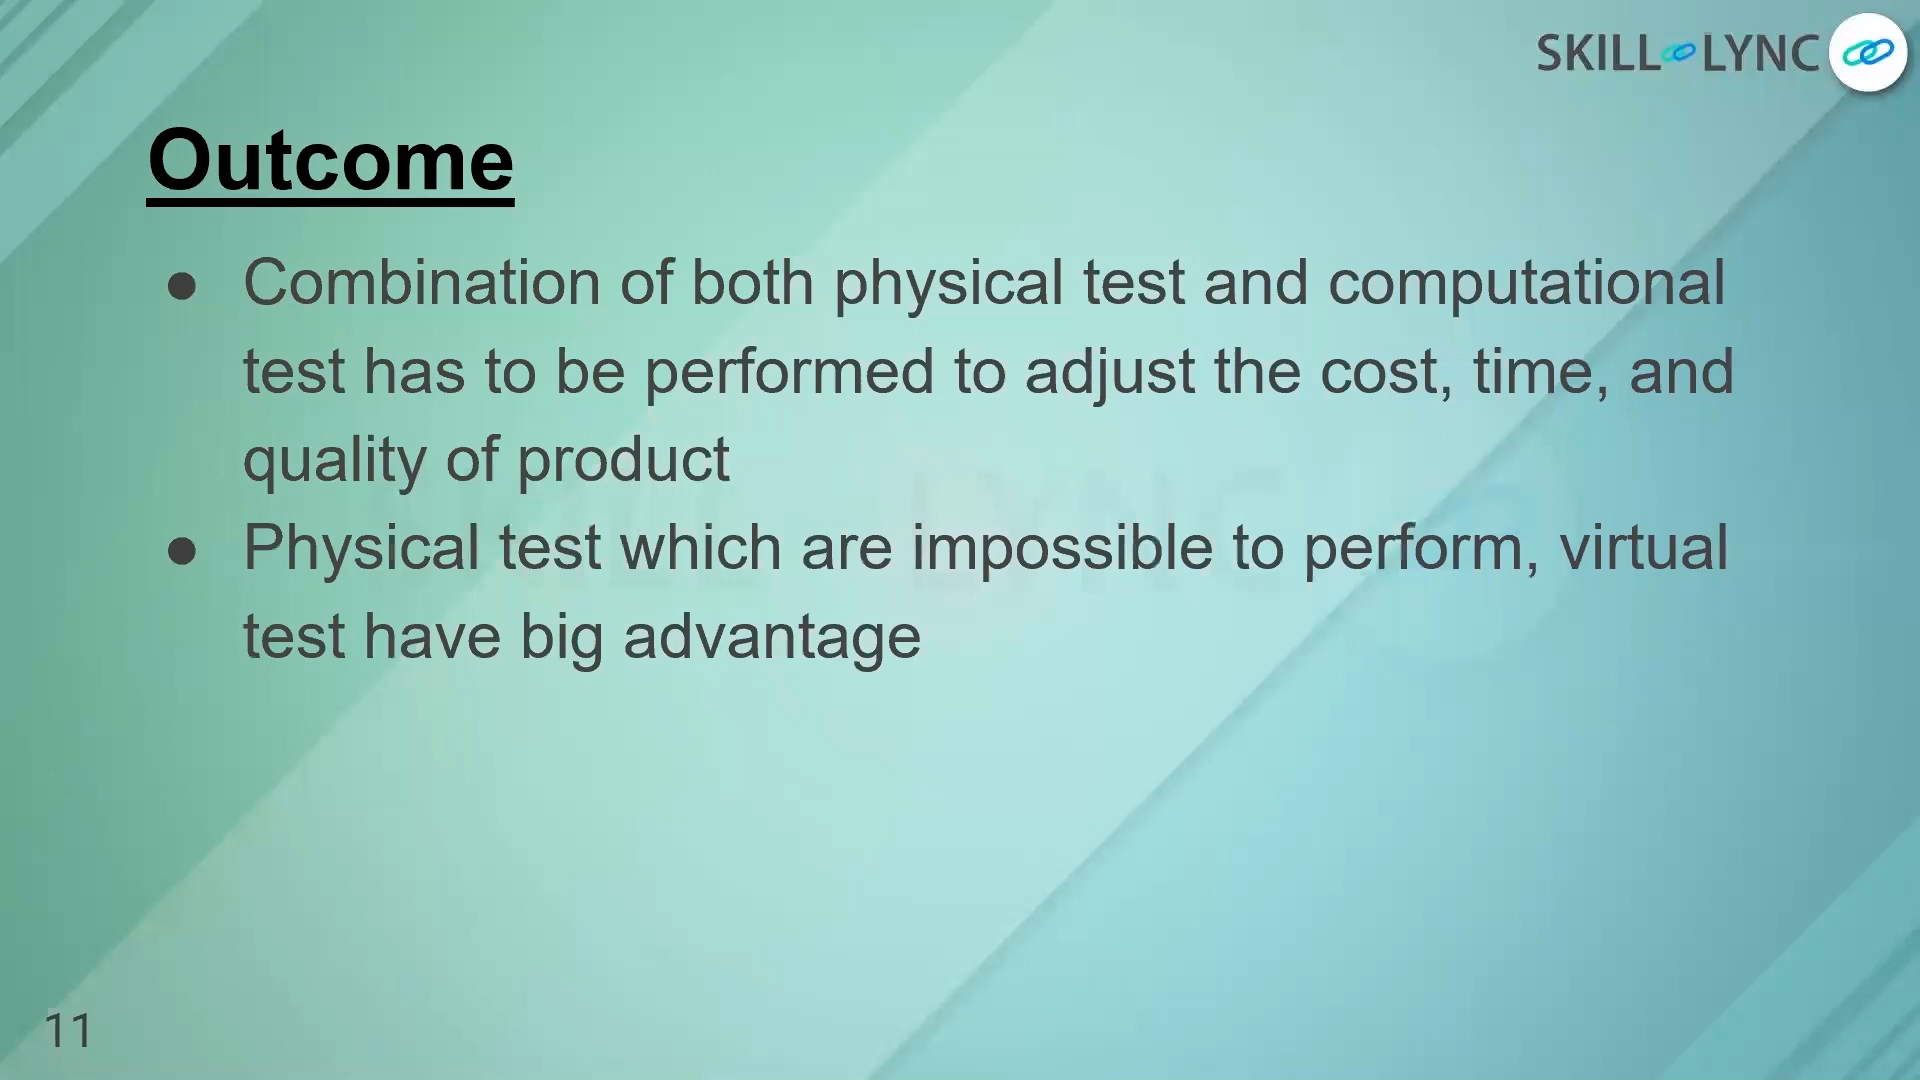 SKILL LYNC
Outcome
● Combination of both physical test and computational
test has to be performed to adjust the cost, time, and
quality of product
● Physical test which are impossible to perform, virtual
test have big advantage
11